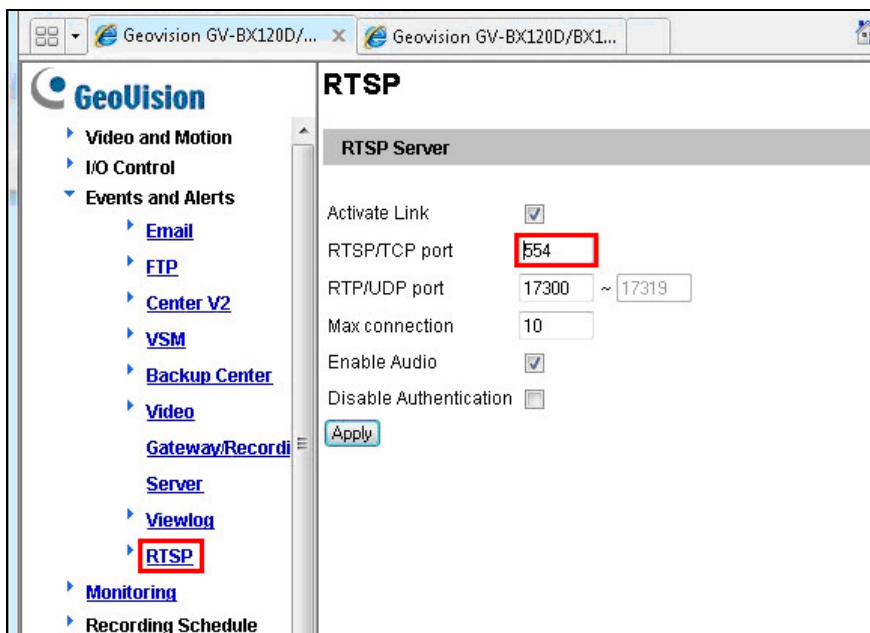 Geovision GV-BX120D/...
Geovision GV-BX120D/BX1...
GeoVision
Video and Motion
I/O Control
Events and Alerts
Email
FTP
Center V2
VSM
Backup Center
Video
Gateway/Recordi
Server
Viewlog
RTSP
Monitoring
Recording Schedule
RTSP
RTSP Server
Activate Link
RTSP/TCP port 554
RTP/UDP port 17300 ~ 17319
Max connection 10
Enable Audio
Disable Authentication
Apply